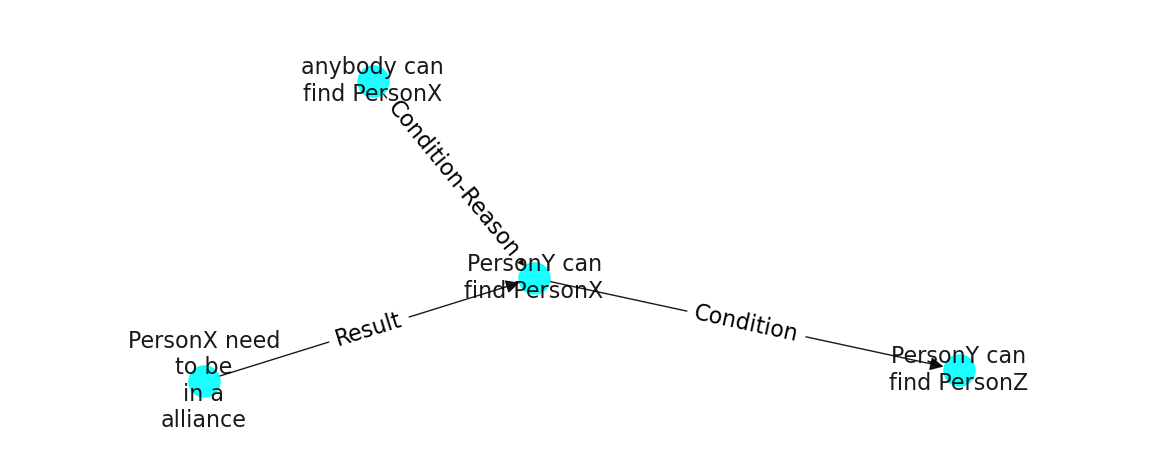 anybody can
find PersonX
Condition-Reason
PersonY can
find PersonX
Result
Condition
PersonX need
to be
in a
alliance
PersonY can
find PersonZ